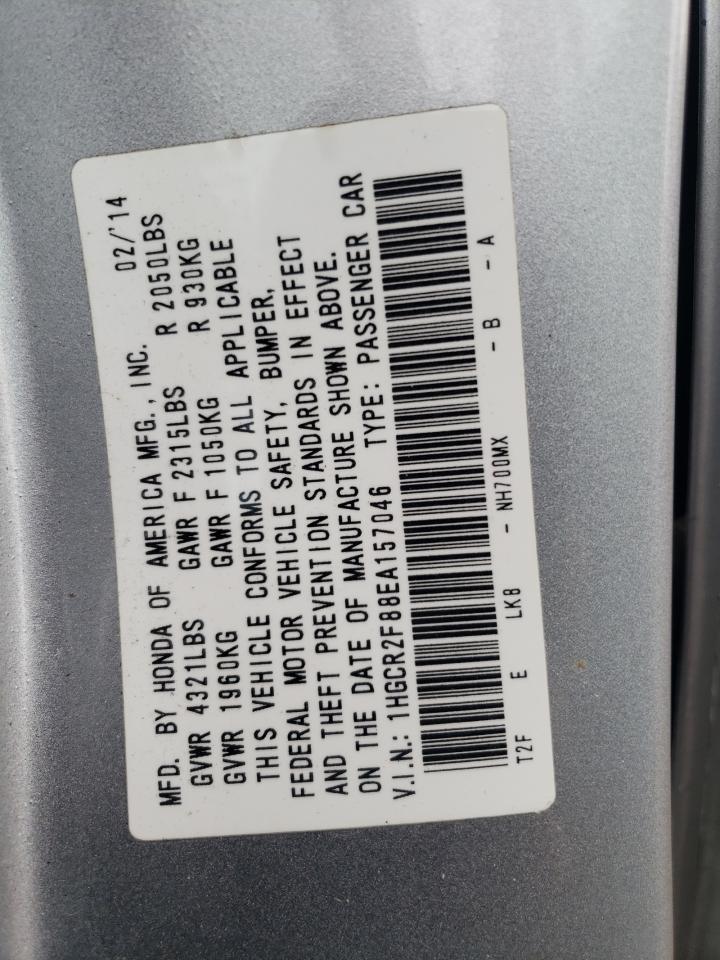 MFD. BY HONDA OF AMERICA MFG., INC. 02/'14
GVWR 4321LBS GAWR F 2315LBS R 2050LBS
GVWR 1960KG GAWR F 1050KG R 930KG
THIS VEHICLE CONFORMS TO ALL APPLICABLE
FEDERAL MOTOR VEHICLE SAFETY, BUMPER,
AND THEFT PREVENTION STANDARDS IN EFFECT
ON THE DATE OF MANUFACTURE SHOWN ABOVE.
V.I.N.: 1HGCR2F88EA157046 TYPE: PASSENGER CAR
T2F E LK8 - NH700MX - B - A